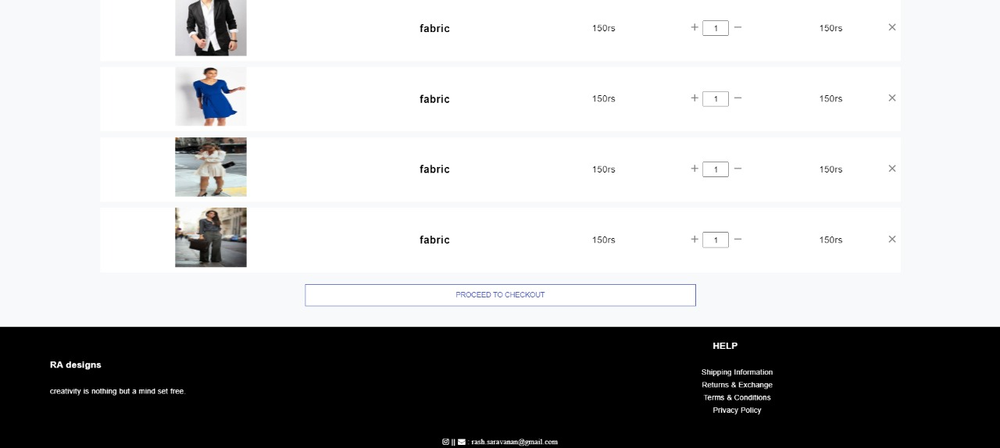 fabric 150rs + 1 − 150rs ×
fabric 150rs + 1 − 150rs ×
fabric 150rs + 1 − 150rs ×
fabric 150rs + 1 − 150rs ×
PROCEED TO CHECKOUT
RA designs
creativity is nothing but a mind set free.
HELP
Shipping Information
Returns & Exchange
Terms & Conditions
Privacy Policy
|| : rash.saravanan@gmail.com